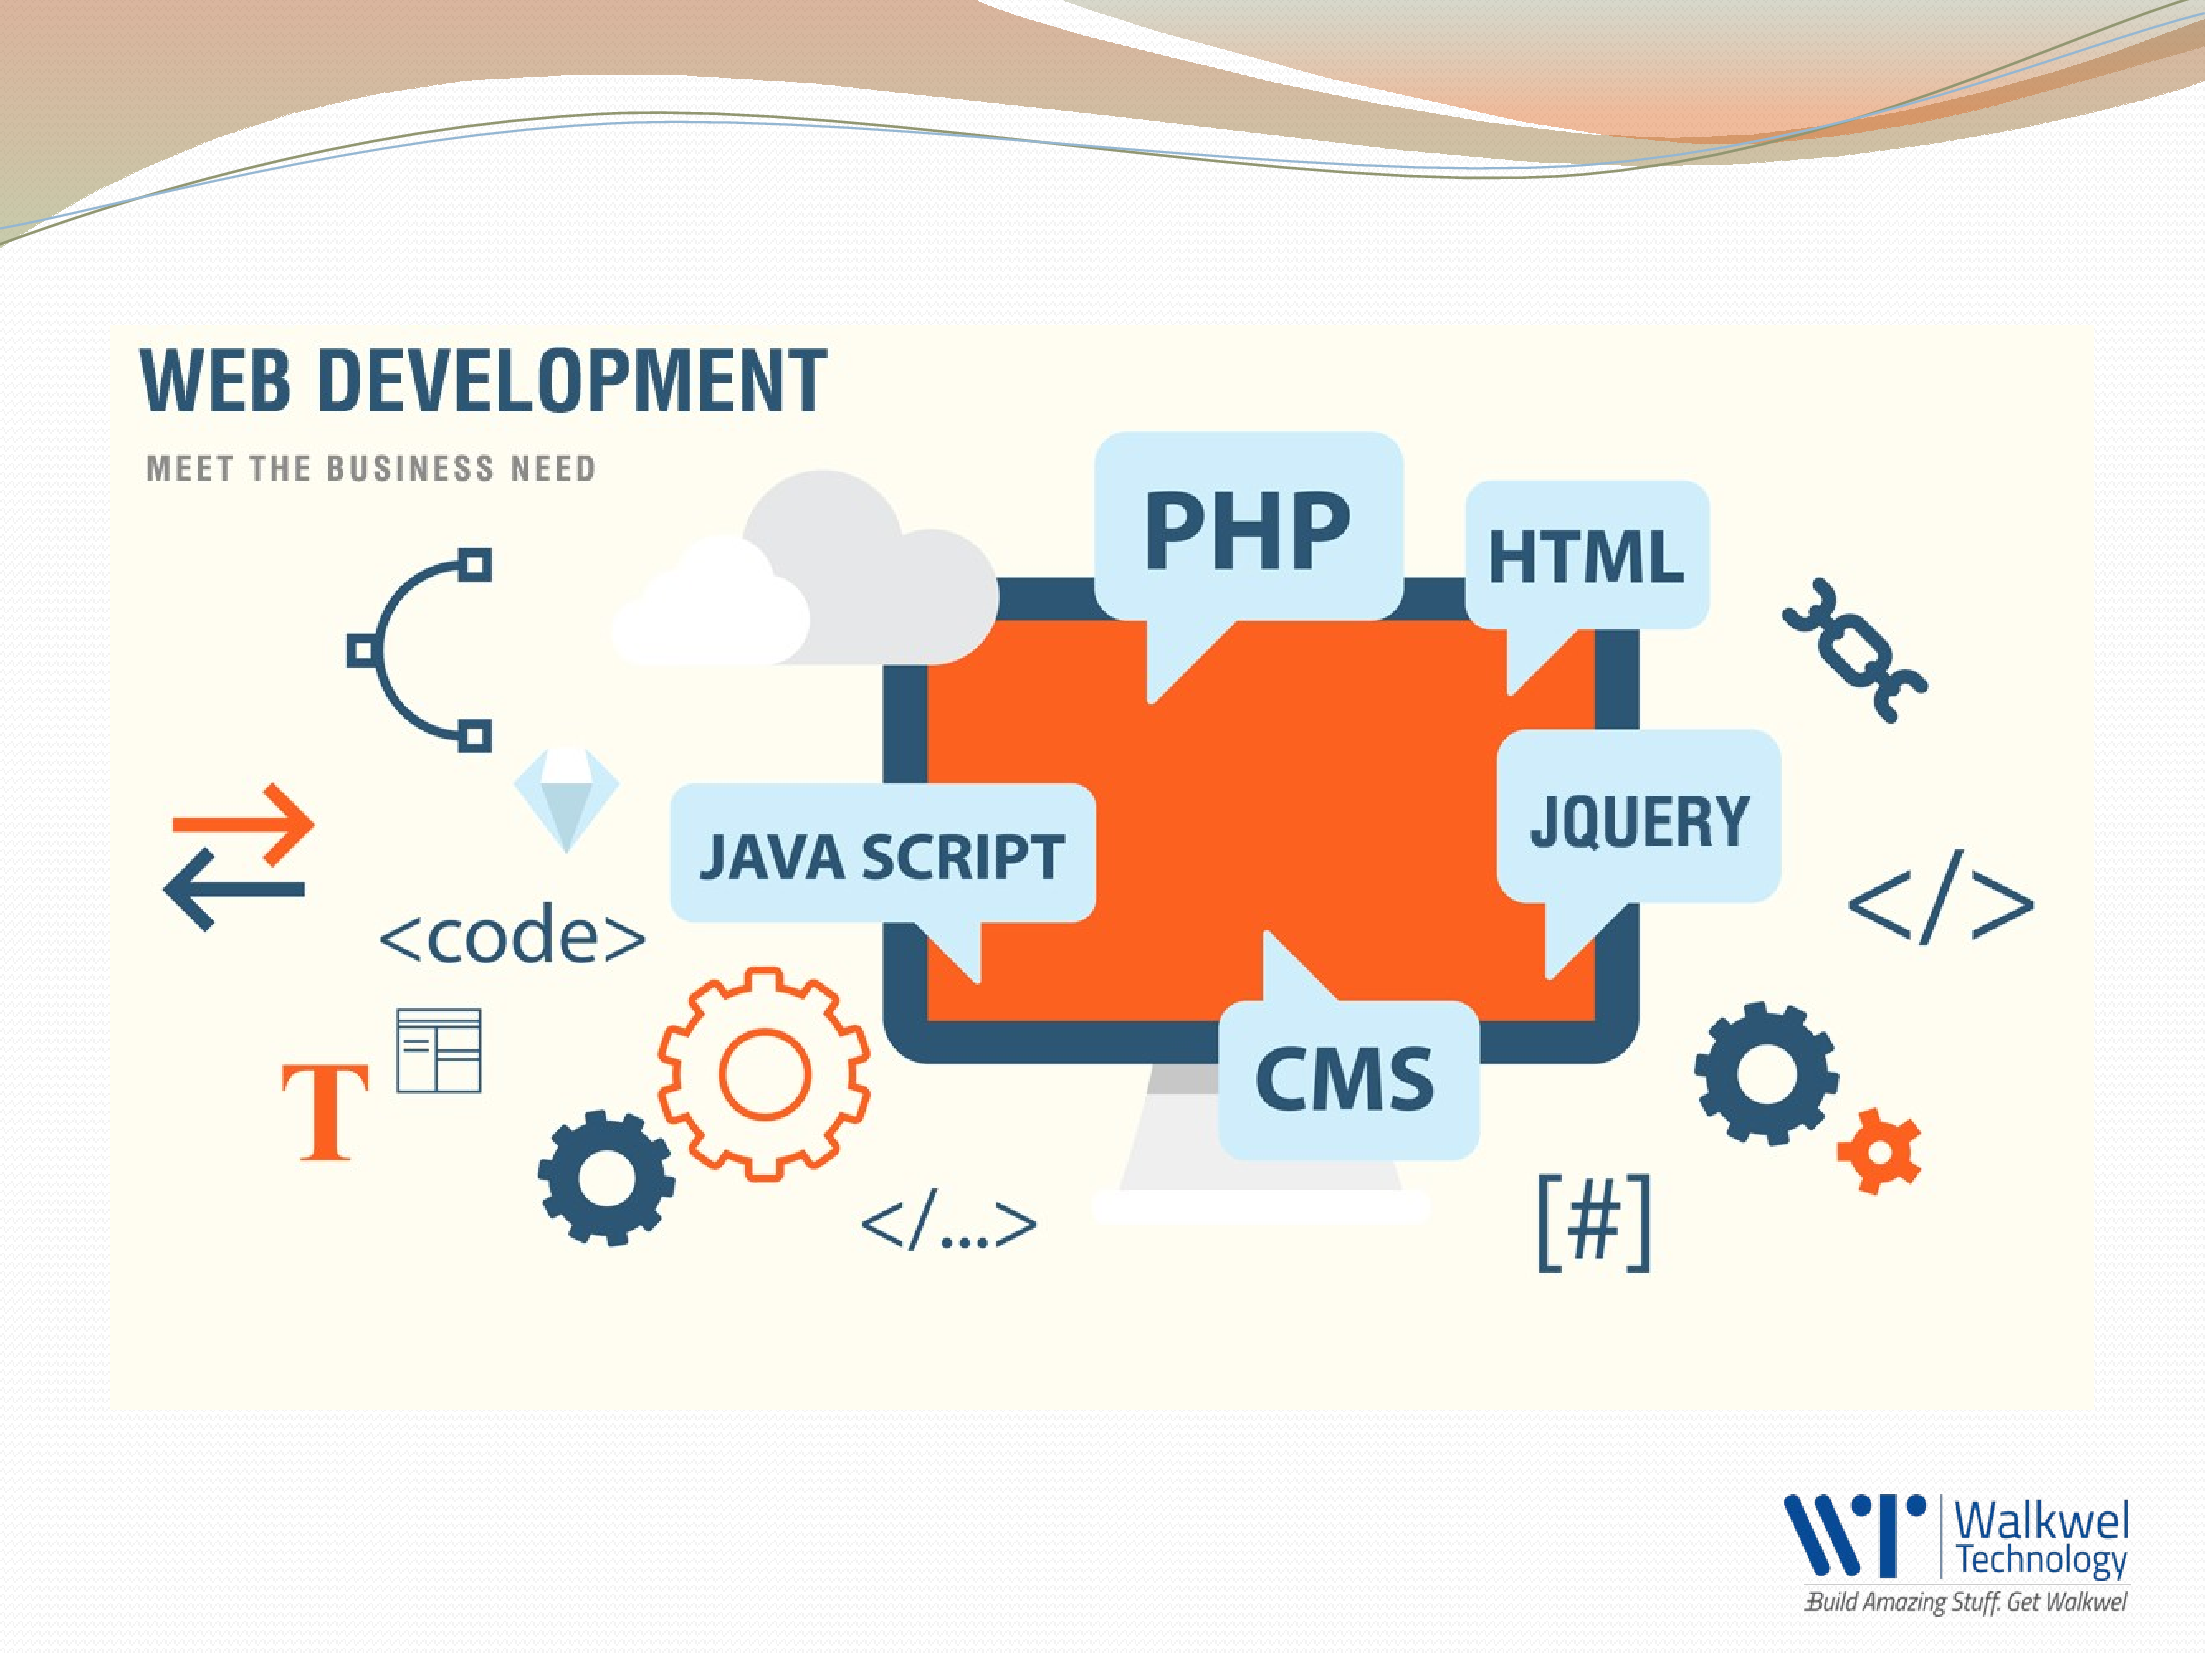 WEB DEVELOPMENT
MEET THE BUSINESS NEED
PHP
HTML
JAVA SCRIPT
JQUERY
<code>
</>
T
CMS
</...>
[#]
WT
Walkwel
Technology
Build Amazing Stuff. Get Walkwel